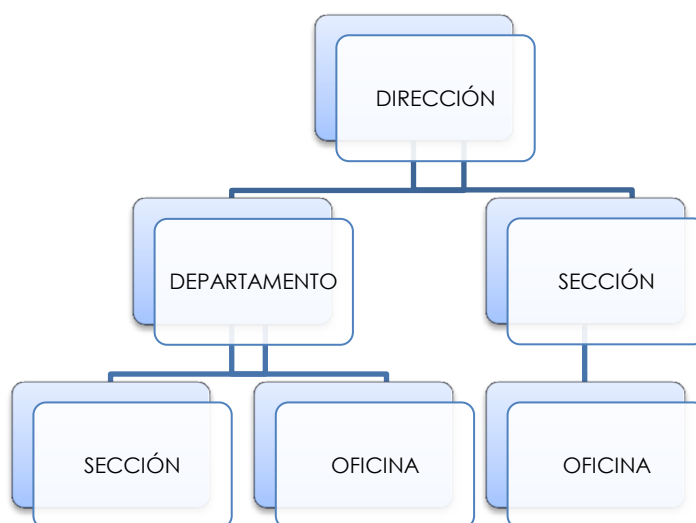 DIRECCIÓN
DEPARTAMENTO
SECCIÓN
SECCIÓN
OFICINA
OFICINA